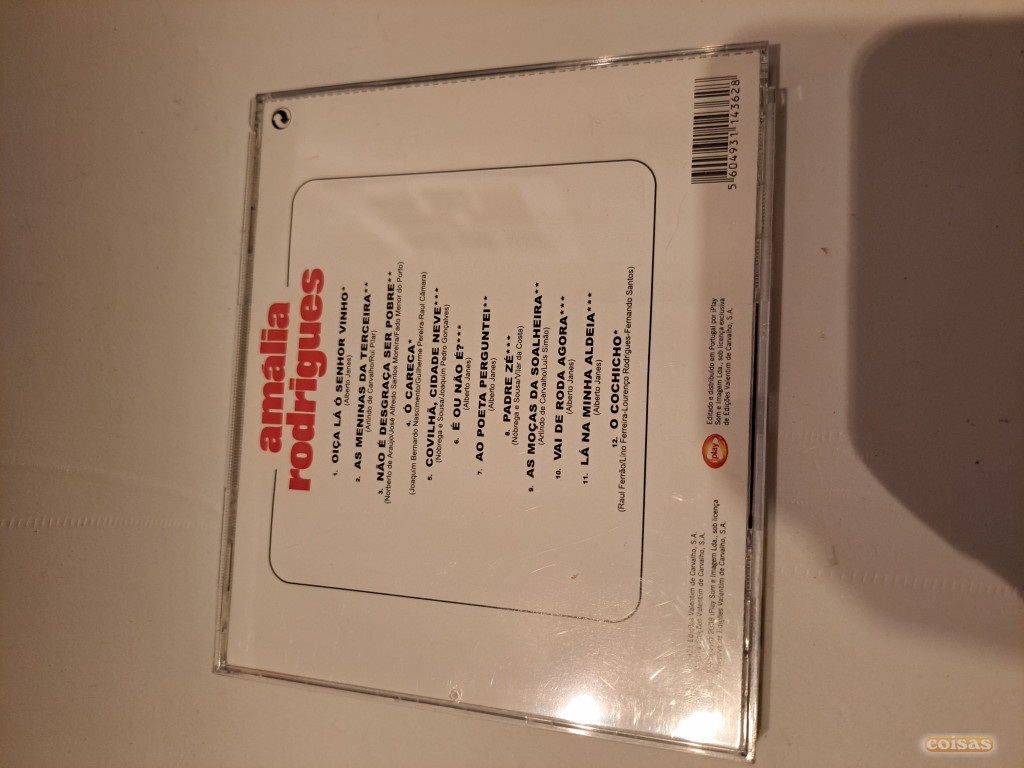 amália
rodrigues
1. OIÇA LÁ Ó SENHOR VINHO*
(Alberto Janes)
2. AS MENINAS DA TERCEIRA**
(Arlindo de Carvalho/Rui Pilar)
3. NÃO É DESGRAÇA SER POBRE**
(Norberto de Araújo/José Alfredo Santos Moreira/Fado Menor do Porto)
4. Ó CARECA*
(Joaquim Bernardo Nascimento/Guilherme Pereira-Raul Câmara)
5. COVILHÃ, CIDADE NEVE***
(Nóbrega e Sousa/Joaquim Pedro Gonçalves)
6. É OU NÃO É?***
(Alberto Janes)
7. AO POETA PERGUNTEI**
(Alberto Janes)
8. PADRE ZÉ***
(Nóbrega e Sousa/Vilar da Costa)
9. AS MOÇAS DA SOALHEIRA**
(Arlindo de Carvalho/Luís Simão)
10. VAI DE RODA AGORA***
(Alberto Janes)
11. LÁ NA MINHA ALDEIA***
(Alberto Janes)
12. O COCHICHO*
(Raul Ferrão/Lino Ferreira-Lourenço Rodrigues-Fernando Santos)
Valentim de Carvalho, S.A.
Edições Valentim de Carvalho, S.A.
2008 iPlay Som e Imagem Lda., sob licença
Edições Valentim de Carvalho, S.A.
play
Editado e distribuído em Portugal por iPlay
Som e Imagem Lda., sob licença exclusiva
de Edições Valentim de Carvalho, S.A.
5 604931 143628
coisas